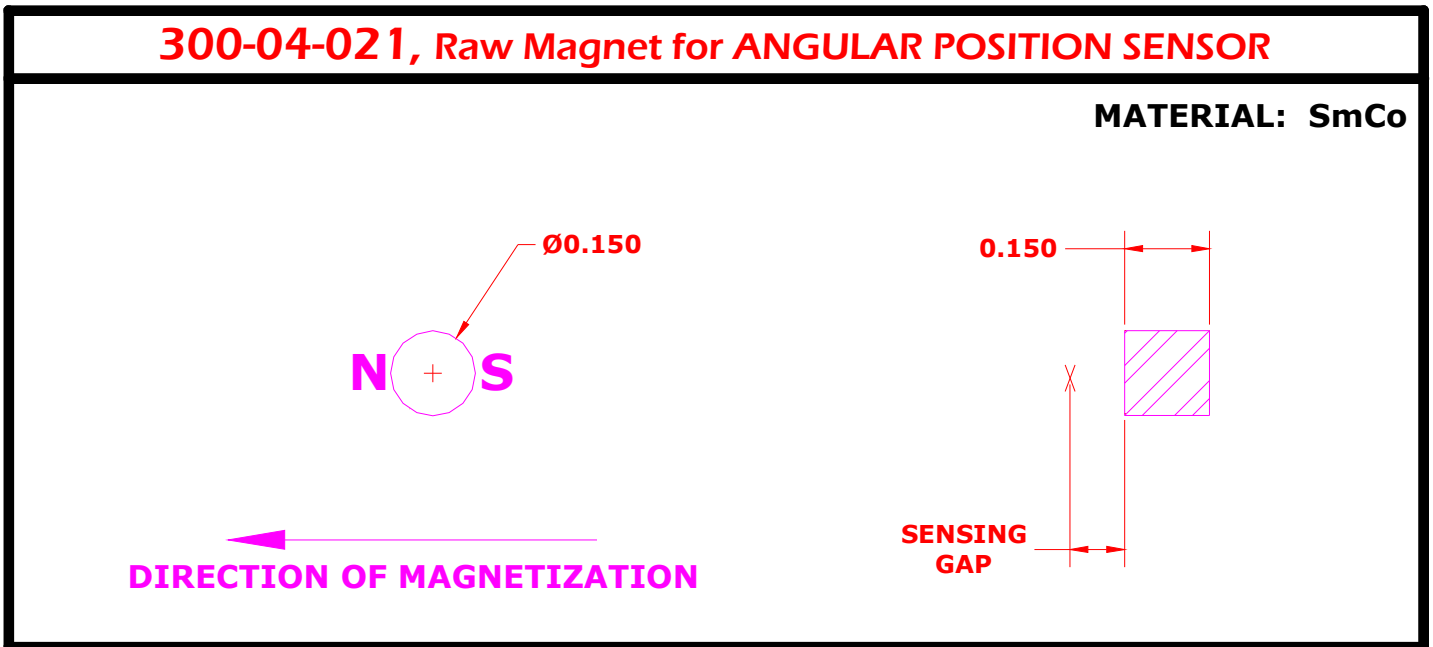 300-04-021, Raw Magnet for ANGULAR POSITION SENSOR
MATERIAL: SmCo
Ø0.150
0.150
N S
SENSING
GAP
DIRECTION OF MAGNETIZATION